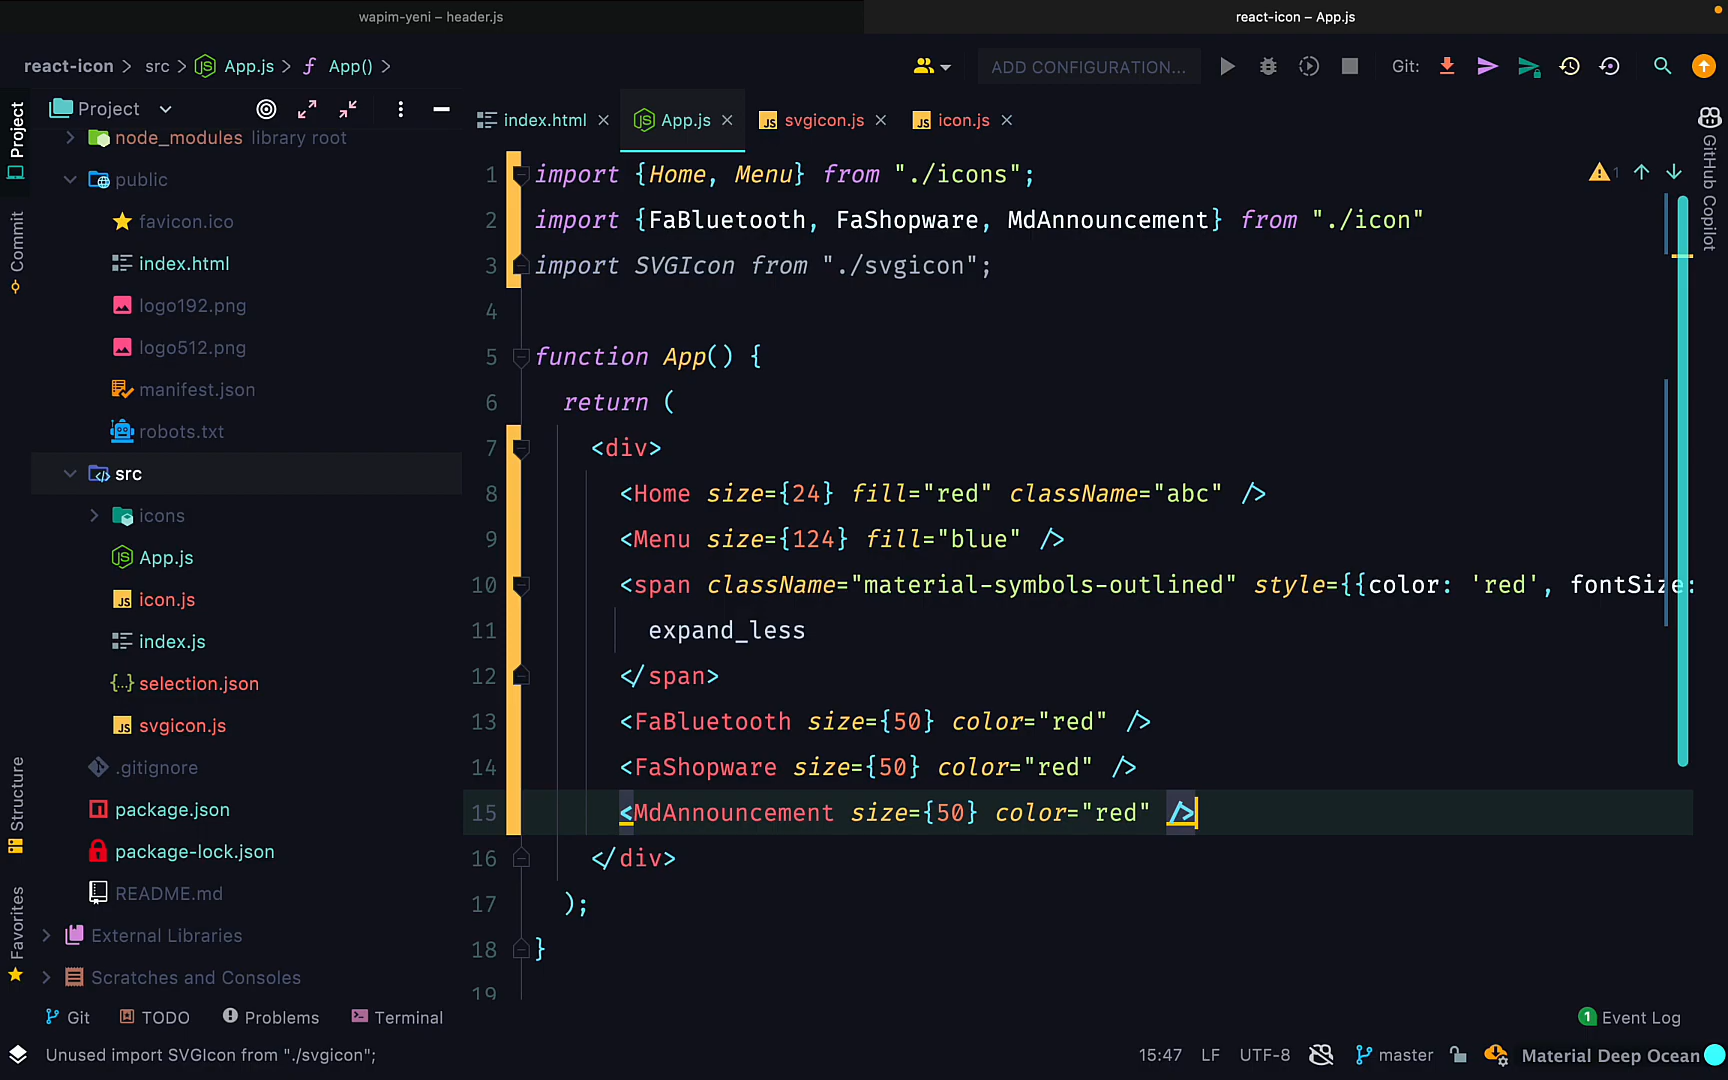 wapim-yeni – header.js
react-icon – App.js
react-icon > src > App.js > App() >
ADD CONFIGURATION...
Git:
Project
index.html
App.js
svgicon.js
icon.js
Project
Commit
Structure
Favorites
GitHub Copilot
node_modules library root
public
favicon.ico
index.html
logo192.png
logo512.png
manifest.json
robots.txt
src
icons
App.js
icon.js
index.js
selection.json
svgicon.js
.gitignore
package.json
package-lock.json
README.md
External Libraries
Scratches and Consoles
1 import {Home, Menu} from "./icons";
2 import {FaBluetooth, FaShopware, MdAnnouncement} from "./icon"
3 import SVGIcon from "./svgicon";
4
5 function App() {
6 return (
7 <div>
8 <Home size={24} fill="red" className="abc" />
9 <Menu size={124} fill="blue" />
10 <span className="material-symbols-outlined" style={{color: 'red', fontSize:
11 expand_less
12 </span>
13 <FaBluetooth size={50} color="red" />
14 <FaShopware size={50} color="red" />
15 <MdAnnouncement size={50} color="red" />
16 </div>
17 );
18 }
19
1
Git
TODO
Problems
Terminal
1 Event Log
Unused import SVGIcon from "./svgicon";
15:47
LF
UTF-8
master
Material Deep Ocean